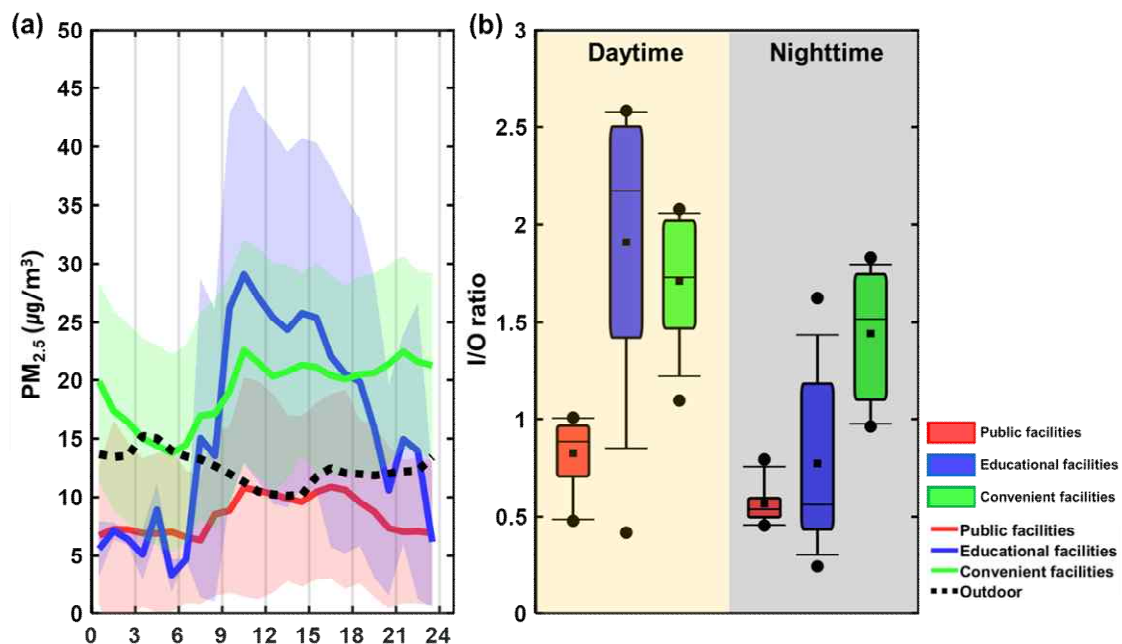 (a)
PM2.5 (μg/m³)
50
45
40
35
30
25
20
15
10
5
0
0 3 6 9 12 15 18 21 24
(b)
I/O ratio
3
2.5
2
1.5
1
0.5
0
Daytime Nighttime
Public facilities
Educational facilities
Convenient facilities
Public facilities
Educational facilities
Convenient facilities
Outdoor